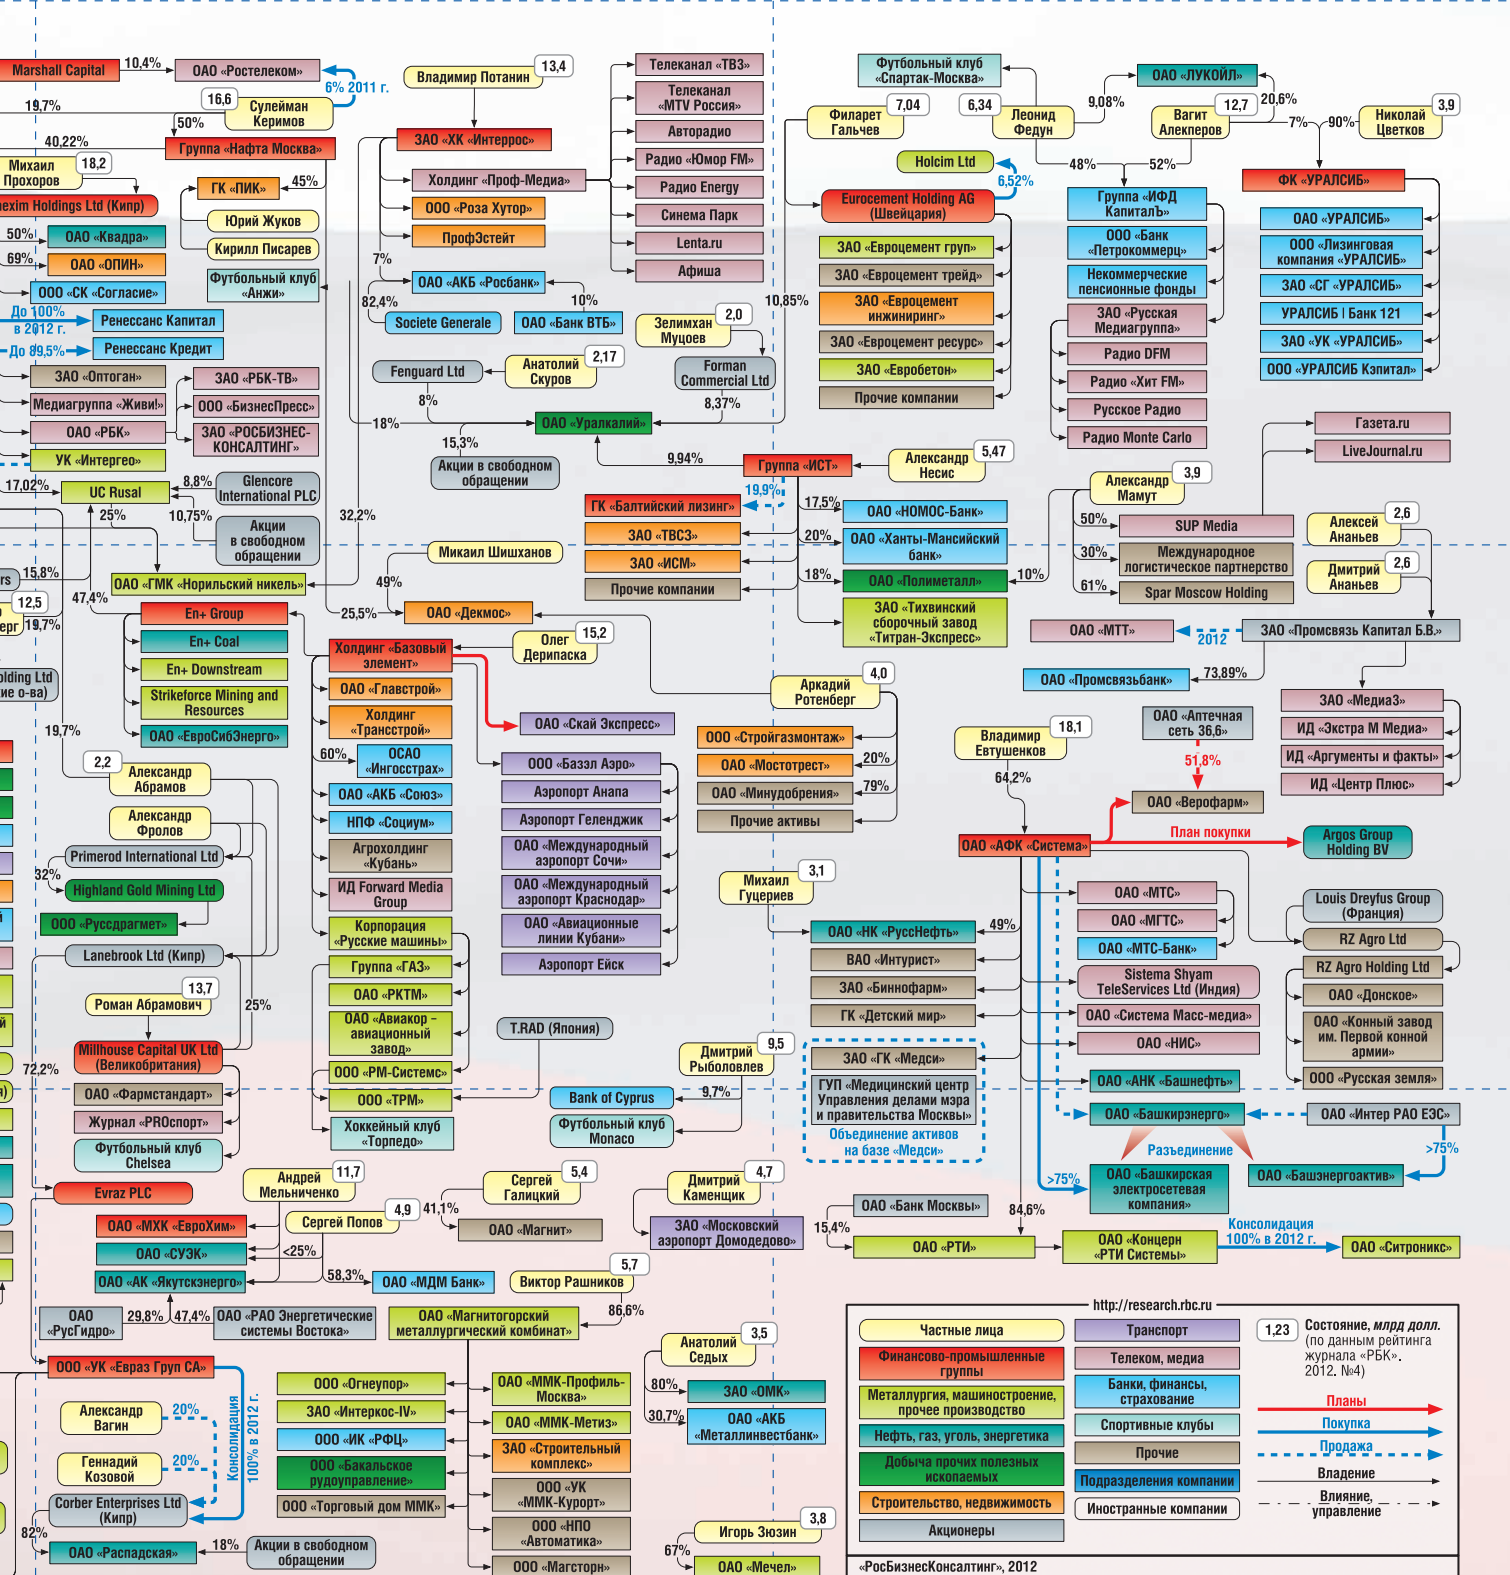 Marshall Capital
10,4%
ОАО «Ростелеком»
6% 2011 г.
19,7%
16,6
Сулейман
Керимов
50%
40,22%
Группа «Нафта Москва»
Михаил
Прохоров
18,2
exim Holdings Ltd (Кипр)
ГК «ПИК»
45%
Юрий Жуков
Кирилл Писарев
Футбольный клуб
«Анжи»
50%
ОАО «Квадра»
69%
ОАО «ОПИН»
ООО «СК «Согласие»
До 100%
в 2012 г.
Ренессанс Капитал
До 89,5%
Ренессанс Кредит
ЗАО «Оптоган»
Медиагруппа «Живи!»
ОАО «РБК»
УК «Интергео»
ЗАО «РБК-ТВ»
ООО «БизнесПресс»
ЗАО «РОСБИЗНЕС-
КОНСАЛТИНГ»
17,02%
UC Rusal
8,8%
Glencore
International PLC
25%
10,75%
Акции
в свободном
обращении
ОАО «ГМК «Норильский никель»
Владимир Потанин
13,4
ЗАО «ХК «Интеррос»
Холдинг «Проф-Медиа»
ООО «Роза Хутор»
ПрофЭстейт
7%
ОАО «АКБ «Росбанк»
82,4%
10%
Societe Generale
ОАО «Банк ВТБ»
Телеканал «ТВ3»
Телеканал
«MTV Россия»
Авторадио
Радио «Юмор FM»
Радио Energy
Синема Парк
Lenta.ru
Афиша
Зелимхан
Муцоев
2,0
Анатолий
Скуров
2,17
Fenguard Ltd
Forman
Commercial Ltd
8%
8,37%
18%
ОАО «Уралкалий»
15,3%
Акции в свободном
обращении
9,94%
10,85%
32,2%
Футбольный клуб
«Спартак-Москва»
ОАО «ЛУКОЙЛ»
Филарет
Гальчев
7,04
6,34
Леонид
Федун
9,08%
Вагит
Алекперов
12,7
20,6%
7%
90%
Николай
Цветков
3,9
48%
52%
Holcim Ltd
6,52%
Eurocement Holding AG
(Швейцария)
ЗАО «Евроцемент груп»
ЗАО «Евроцемент трейд»
ЗАО «Евроцемент
инжиниринг»
ЗАО «Евроцемент ресурс»
ЗАО «Евробетон»
Прочие компании
Группа «ИФД
КапиталЪ»
ООО «Банк
«Петрокоммерц»
Некоммерческие
пенсионные фонды
ЗАО «Русская
Медиагруппа»
Радио DFM
Радио «Хит FM»
Русское Радио
Радио Monte Carlo
ФК «УРАЛСИБ»
ОАО «УРАЛСИБ»
ООО «Лизинговая
компания «УРАЛСИБ»
ЗАО «СГ «УРАЛСИБ»
УРАЛСИБ | Банк 121
ЗАО «УК «УРАЛСИБ»
ООО «УРАЛСИБ Кэпитал»
Газета.ru
LiveJournal.ru
Группа «ИСТ»
Александр
Несис
5,47
19,9%
ГК «Балтийский лизинг»
ЗАО «ТВСЗ»
ЗАО «ИСМ»
Прочие компании
17,5%
ОАО «НОМОС-Банк»
20%
ОАО «Ханты-Мансийский
банк»
18%
ОАО «Полиметалл»
10%
ЗАО «Тихвинский
сборочный завод
«Титран-Экспресс»
Александр
Мамут
3,9
50%
SUP Media
30%
Международное
логистическое партнерство
61%
Spar Moscow Holding
Алексей
Ананьев
2,6
Дмитрий
Ананьев
2,6
ОАО «МТТ»
2012
ЗАО «Промсвязь Капитал Б.В.»
73,89%
ОАО «Промсвязьбанк»
ЗАО «Медиа3»
ИД «Экстра М Медиа»
ИД «Аргументы и факты»
ИД «Центр Плюс»
rs
15,8%
12,5
ерг
19,7%
47,4%
olding Ltd
кие о-ва)
19,7%
En+ Group
En+ Coal
En+ Downstream
Strikeforce Mining and
Resources
ОАО «ЕвроСибЭнерго»
Микаил Шишханов
49%
25,5%
ОАО «Декмос»
Олег
Дерипаска
15,2
Холдинг «Базовый
элемент»
ОАО «Главстрой»
Холдинг
«Трансстрой»
60%
ОСАО
«Ингосстрах»
ОАО «АКБ «Союз»
НПФ «Социум»
Агрохолдинг
«Кубань»
ИД Forward Media
Group
Корпорация
«Русские машины»
Группа «ГАЗ»
ОАО «РКТМ»
ОАО «Авиакор –
авиационный
завод»
ООО «РМ-Системс»
ООО «ТРМ»
Хоккейный клуб
«Торпедо»
ОАО «Скай Экспресс»
ООО «Базэл Аэро»
Аэропорт Анапа
Аэропорт Геленджик
ОАО «Международный
аэропорт Сочи»
ОАО «Международный
аэропорт Краснодар»
ОАО «Авиационные
линии Кубани»
Аэропорт Ейск
T.RAD (Япония)
Аркадий
Ротенберг
4,0
ООО «Стройгазмонтаж»
ОАО «Мостотрест»
20%
ОАО «Минудобрения»
79%
Прочие активы
Владимир
Евтушенков
18,1
64,2%
ОАО «Аптечная
сеть 36,6»
51,8%
ОАО «Верофарм»
ОАО «АФК «Система»
План покупки
Argos Group
Holding BV
Михаил
Гуцериев
3,1
ОАО «НК «РуссНефть»
49%
ВАО «Интурист»
ЗАО «Биннофарм»
ГК «Детский мир»
ЗАО «ГК «Медси»
ГУП «Медицинский центр
Управления делами мэра
и правительства Москвы»
Объединение активов
на базе «Медси»
ОАО «МТС»
ОАО «МГТС»
ОАО «МТС-Банк»
Sistema Shyam
TeleServices Ltd (Индия)
ОАО «Система Масс-медиа»
ОАО «НИС»
ОАО «АНК «Башнефть»
ОАО «Башкирэнерго»
ОАО «Интер РАО ЕЭС»
Разъединение
>75%
>75%
ОАО «Башкирская
электросетевая
компания»
ОАО «Башэнергоактив»
Louis Dreyfus Group
(Франция)
RZ Agro Ltd
RZ Agro Holding Ltd
ОАО «Донское»
ОАО «Конный завод
им. Первой конной
армии»
ООО «Русская земля»
ОАО «Банк Москвы»
15,4%
84,6%
ОАО «РТИ»
ОАО «Концерн
«РТИ Системы»
Консолидация
100% в 2012 г.
ОАО «Ситроникс»
2,2
Александр
Абрамов
Александр
Фролов
Primerod International Ltd
32%
Highland Gold Mining Ltd
ООО «Руссдрагмет»
Lanebrook Ltd (Кипр)
Роман Абрамович
13,7
25%
Millhouse Capital UK Ltd
(Великобритания)
72,2%
ОАО «Фармстандарт»
Журнал «PROспорт»
Футбольный клуб
Chelsea
Evraz PLC
Дмитрий
Рыболовлев
9,5
Bank of Cyprus
9,7%
Футбольный клуб
Monaco
Андрей
Мельниченко
11,7
Сергей Попов
4,9
ОАО «МХК «ЕвроХим»
ОАО «СУЭК»
<25%
ОАО «АК «Якутскэнерго»
58,3%
ОАО «МДМ Банк»
ОАО
«РусГидро»
29,8%
47,4%
ОАО «РАО Энергетические
системы Востока»
Сергей
Галицкий
5,4
41,1%
ОАО «Магнит»
Дмитрий
Каменщик
4,7
ЗАО «Московский
аэропорт Домодедово»
Виктор Рашников
5,7
86,6%
ОАО «Магнитогорский
металлургический комбинат»
ООО «Огнеупор»
ЗАО «Интеркос-IV»
ООО «ИК «РФЦ»
ООО «Бакальское
рудоуправление»
ООО «Торговый дом ММК»
ОАО «ММК-Профиль-
Москва»
ОАО «ММК-Метиз»
ЗАО «Строительный
комплекс»
ООО «УК
«ММК-Курорт»
ООО «НПО
«Автоматика»
ООО «Магсторн»
Анатолий
Седых
3,5
80%
ЗАО «ОМК»
30,7%
ОАО «АКБ
«Металлинвестбанк»
Игорь Зюзин
3,8
67%
ОАО «Мечел»
ООО «УК «Евраз Груп СА»
Александр
Вагин
20%
Геннадий
Козовой
20%
Консолидация
100% в 2012 г.
Corber Enterprises Ltd
(Кипр)
82%
ОАО «Распадская»
18%
Акции в свободном
обращении
http://research.rbc.ru
Частные лица
Финансово-промышленные
группы
Металлургия, машиностроение,
прочее производство
Нефть, газ, уголь, энергетика
Добыча прочих полезных
ископаемых
Строительство, недвижимость
Акционеры
Транспорт
Телеком, медиа
Банки, финансы,
страхование
Спортивные клубы
Прочие
Подразделения компании
Иностранные компании
1,23
Состояние, млрд долл.
(по данным рейтинга
журнала «РБК».
2012. №4)
Планы
Покупка
Продажа
Владение
Влияние,
управление
«РосБизнесКонсалтинг», 2012